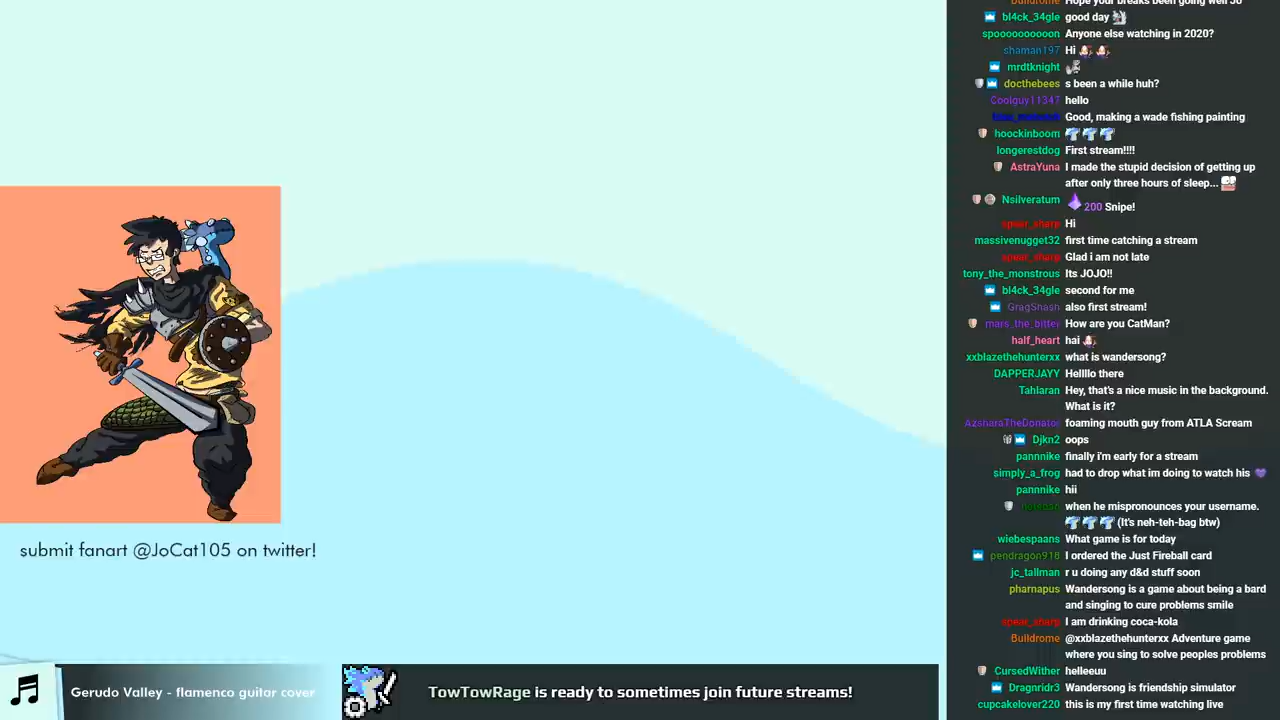 Buildrome Hope your breaks been going well Jo
bl4ck_34gle good day
spoooooooooon Anyone else watching in 2020?
shaman197 Hi
mrdtknight
docthebees s been a while huh?
Coolguy11347 hello
Good, making a wade fishing painting
hoockinboom
longerestdog First stream!!!!
AstraYuna I made the stupid decision of getting up
after only three hours of sleep...
Nsilveratum 200 Snipe!
spear_sharp Hi
massivenugget32 first time catching a stream
spear_sharp Glad i am not late
tony_the_monstrous Its JOJO!!
bl4ck_34gle second for me
GragShash also first stream!
mars_the_bittey How are you CatMan?
half_heart hai
xxblazethehunterxx what is wandersong?
DAPPERJAYY Hellllo there
Tahlaran Hey, that's a nice music in the background.
What is it?
AzsharaTheDonator foaming mouth guy from ATLA Scream
Djkn2 oops
pannnike finally i'm early for a stream
simply_a_frog had to drop what im doing to watch his
pannnike hii
when he mispronounces your username.
(It's neh-teh-bag btw)
wiebespaans What game is for today
pendragon918 I ordered the Just Fireball card
jc_tallman r u doing any d&d stuff soon
pharnapus Wandersong is a game about being a bard
and singing to cure problems smile
spear_sharp I am drinking coca-kola
Buildrome @xxblazethehunterxx Adventure game
where you sing to solve peoples problems
CursedWither helleeuu
Dragnridr3 Wandersong is friendship simulator
cupcakelover220 this is my first time watching live
submit fanart @JoCat105 on twitter!
Gerudo Valley - flamenco guitar cover
TowTowRage is ready to sometimes join future streams!